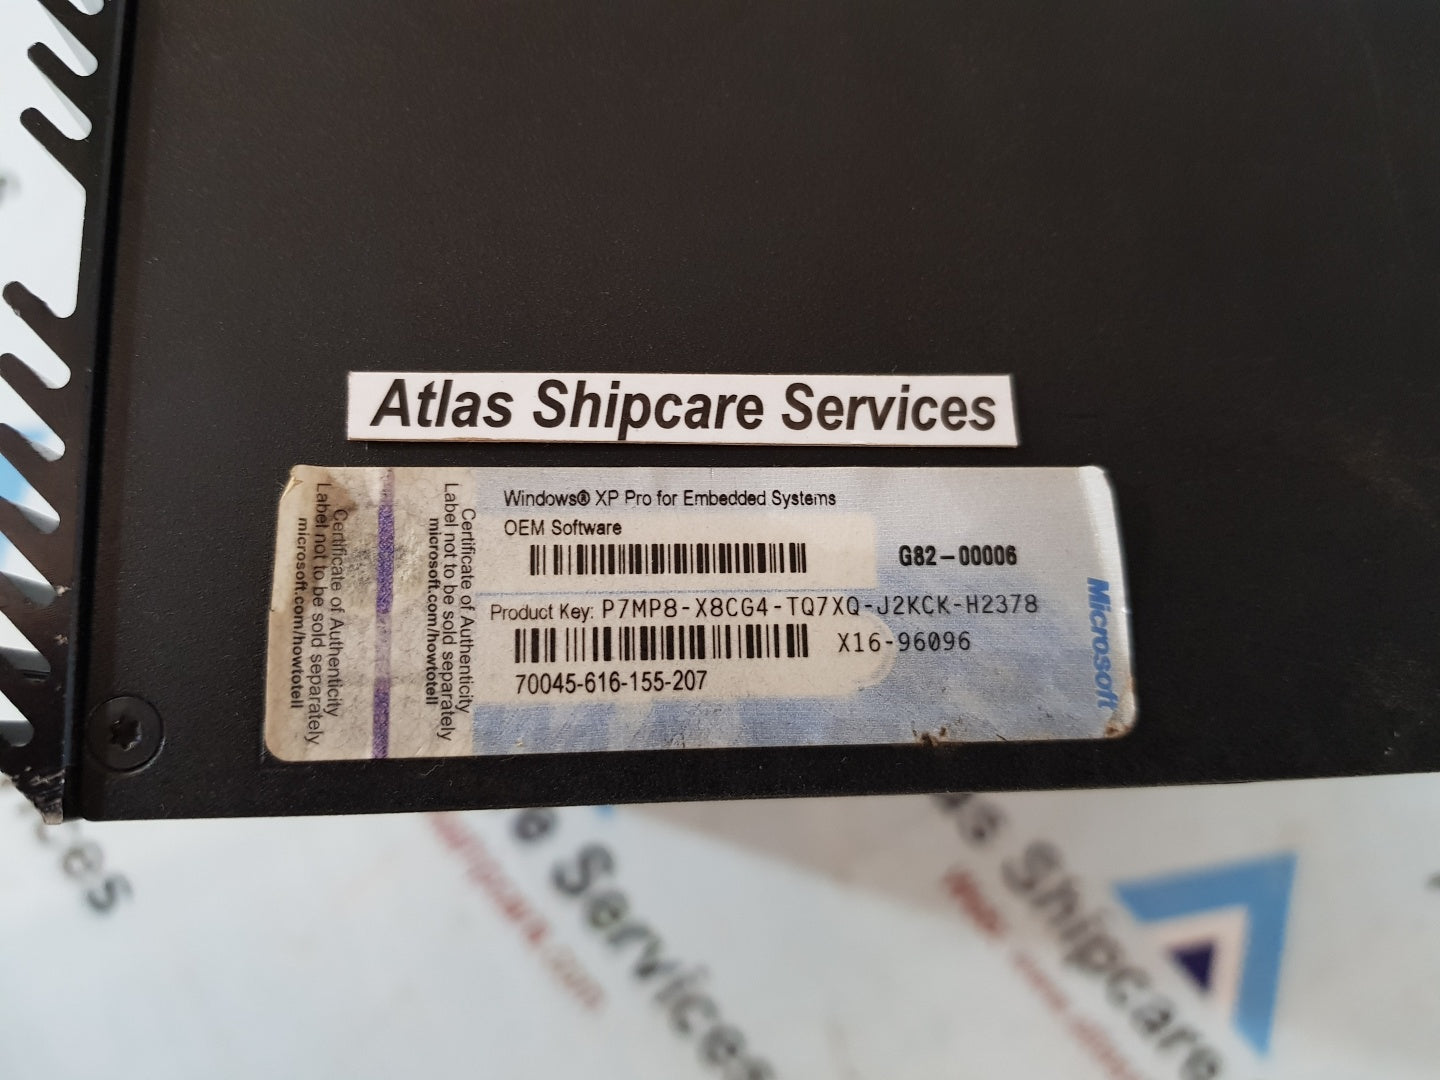 Atlas Shipcare Services
Windows® XP Pro for Embedded Systems
OEM Software
G82-00006
Product Key: P7MP8-X8CG4-TQ7XQ-J2KCK-H2378
X16-96096
70045-616-155-207
Microsoft
Certificate of Authenticity
Label not to be sold separately
microsoft.com/howtotell
Certificate of Authenticity
Label not to be sold separately
microsoft.com/howtotell
Services
Shipcare